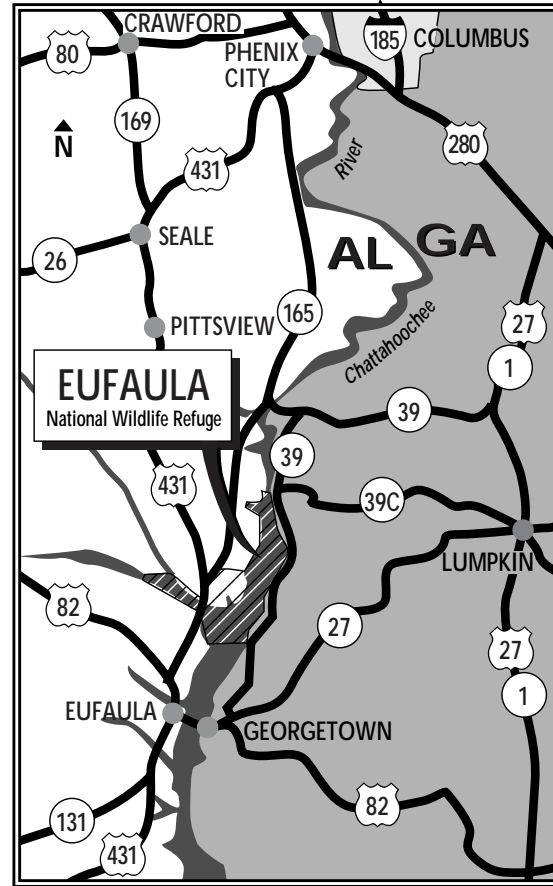 CRAWFORD
185
COLUMBUS
80
PHENIX
CITY
169
N
431
280
River
SEALE
AL
GA
26
165
27
PITTSVIEW
Chattahoochee
1
EUFAULA
National Wildlife Refuge
39
39
431
39C
LUMPKIN
82
27
27
1
EUFAULA
GEORGETOWN
82
131
431